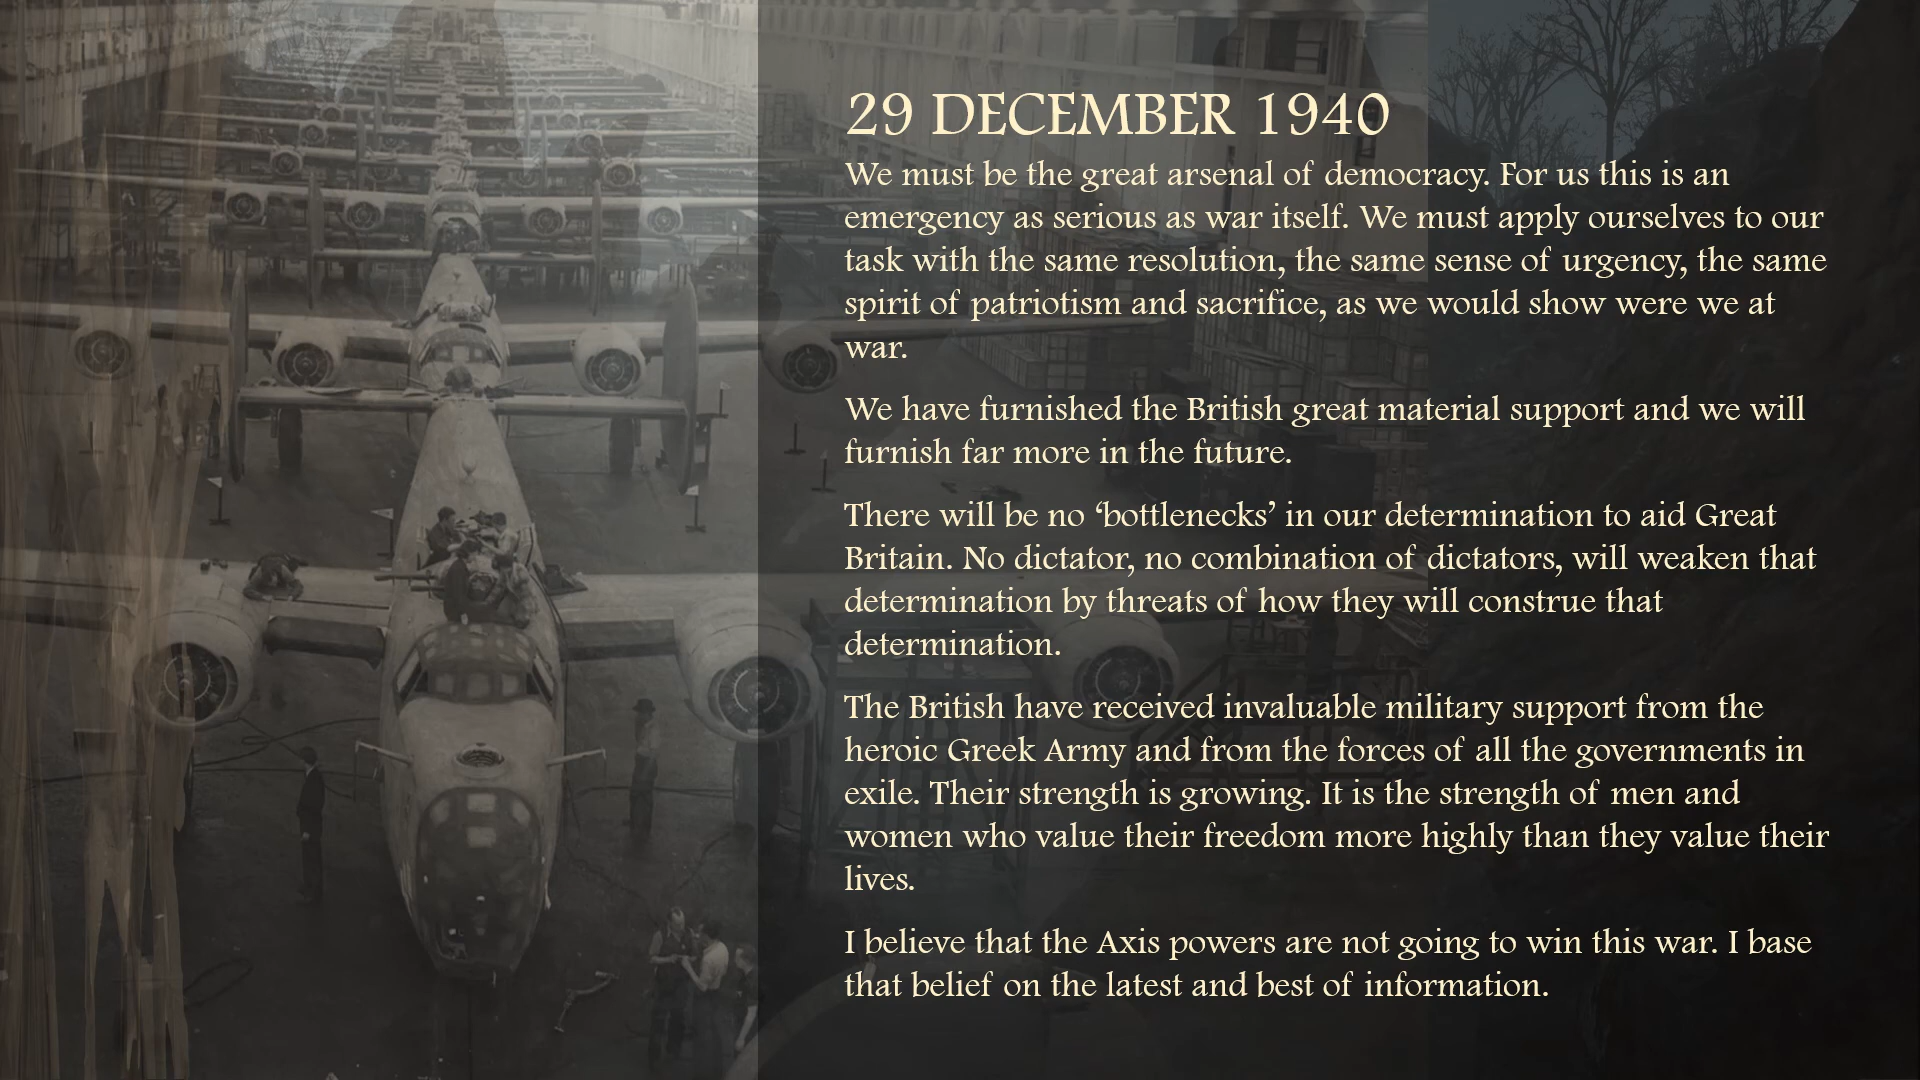 29 DECEMBER 1940
We must be the great arsenal of democracy. For us this is an
emergency as serious as war itself. We must apply ourselves to our
task with the same resolution, the same sense of urgency, the same
spirit of patriotism and sacrifice, as we would show were we at
war.
We have furnished the British great material support and we will
furnish far more in the future.
There will be no ‘bottlenecks’ in our determination to aid Great
Britain. No dictator, no combination of dictators, will weaken that
determination by threats of how they will construe that
determination.
The British have received invaluable military support from the
heroic Greek Army and from the forces of all the governments in
exile. Their strength is growing. It is the strength of men and
women who value their freedom more highly than they value their
lives.
I believe that the Axis powers are not going to win this war. I base
that belief on the latest and best of information.